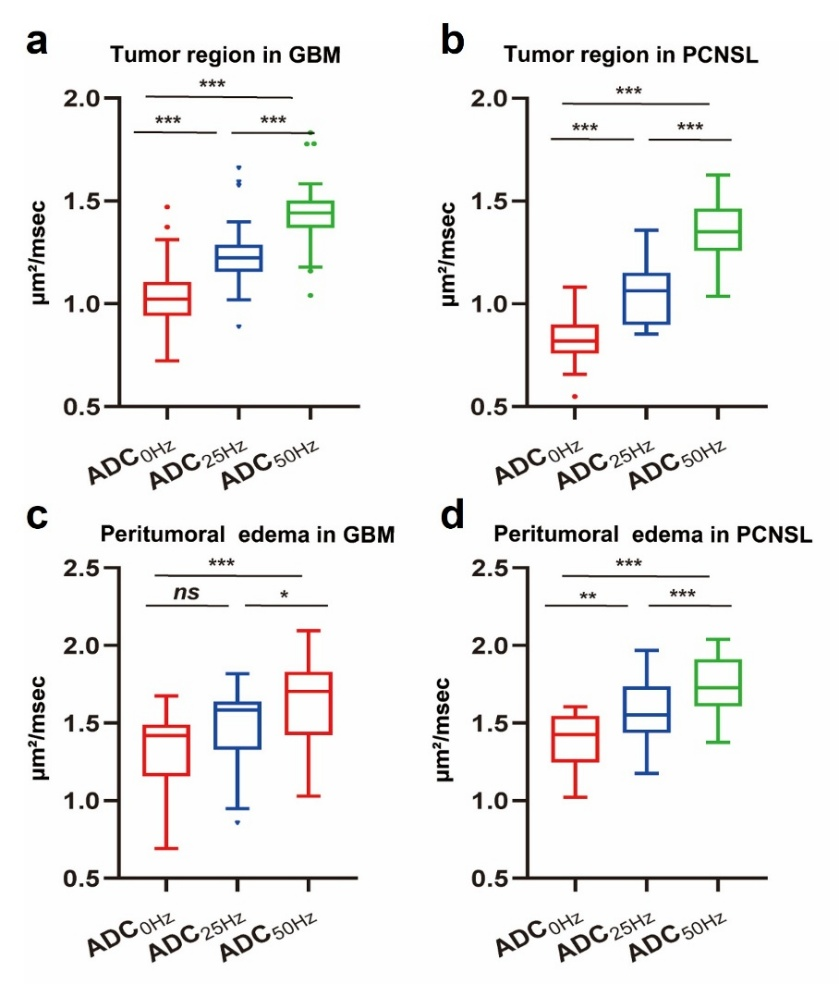 a
Tumor region in GBM
***
***
***
2.0
1.5
1.0
0.5
µm²/msec
ADC0Hz
ADC25Hz
ADC50Hz
b
Tumor region in PCNSL
***
***
***
2.0
1.5
1.0
0.5
µm²/msec
ADC0Hz
ADC25Hz
ADC50Hz
c
Peritumoral edema in GBM
***
ns
*
2.5
2.0
1.5
1.0
0.5
µm²/msec
ADC0Hz
ADC25Hz
ADC50Hz
d
Peritumoral edema in PCNSL
***
**
***
2.5
2.0
1.5
1.0
0.5
µm²/msec
ADC0Hz
ADC25Hz
ADC50Hz